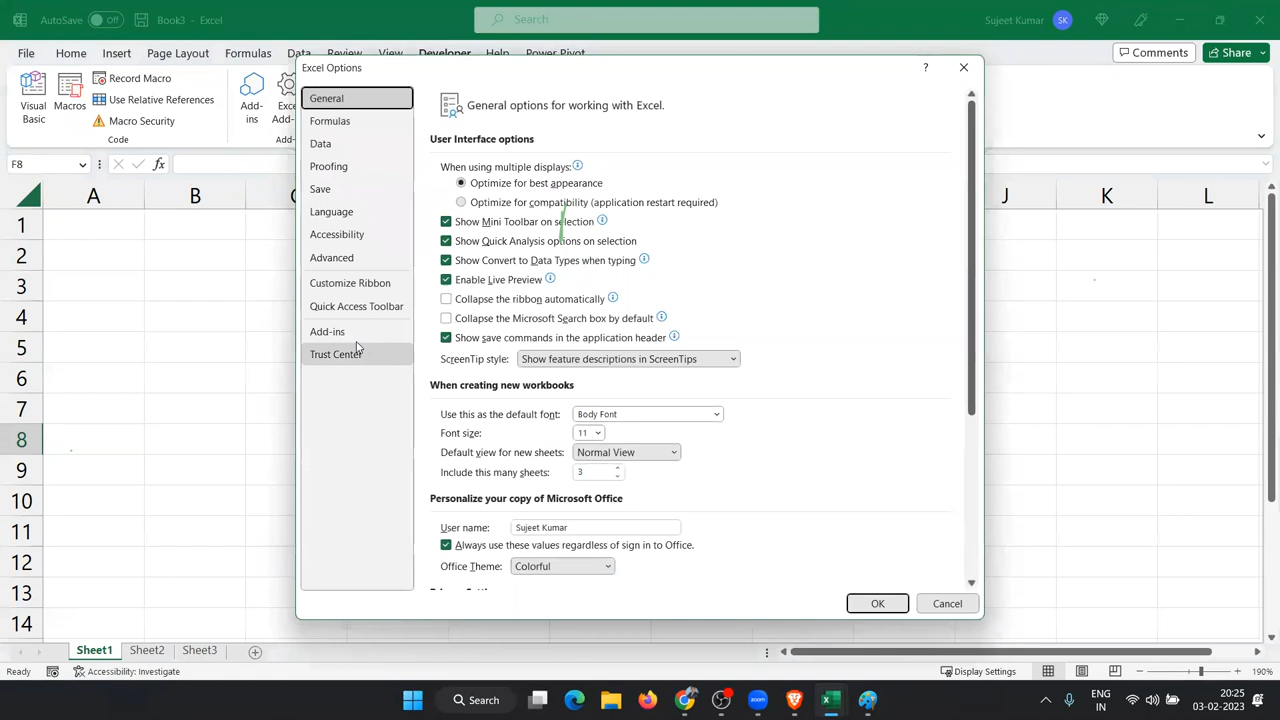 AutoSave Off Book3 - Excel Search Sujeet Kumar SK
File Home Insert Page Layout Formulas Data Review View Developer Help Power Pivot Comments Share
Visual Basic
Macros
Record Macro
Use Relative References
Macro Security
Code
Add-ins
F8
fx
A B K L
1
2
3
4
5
6
7
8
9
10
11
12
13
14
Excel Options
General
Formulas
Data
Proofing
Save
Language
Accessibility
Advanced
Customize Ribbon
Quick Access Toolbar
Add-ins
Trust Center
General options for working with Excel.
User Interface options
When using multiple displays:
Optimize for best appearance
Optimize for compatibility (application restart required)
Show Mini Toolbar on selection
Show Quick Analysis options on selection
Show Convert to Data Types when typing
Enable Live Preview
Collapse the ribbon automatically
Collapse the Microsoft Search box by default
Show save commands in the application header
ScreenTip style: Show feature descriptions in ScreenTips
When creating new workbooks
Use this as the default font: Body Font
Font size: 11
Default view for new sheets: Normal View
Include this many sheets: 3
Personalize your copy of Microsoft Office
User name: Sujeet Kumar
Always use these values regardless of sign in to Office.
Office Theme: Colorful
OK Cancel
Sheet1 Sheet2 Sheet3
Ready Accessibility: Investigate Display Settings 190%
Search zoom ENG 20:25
IN 03-02-2023